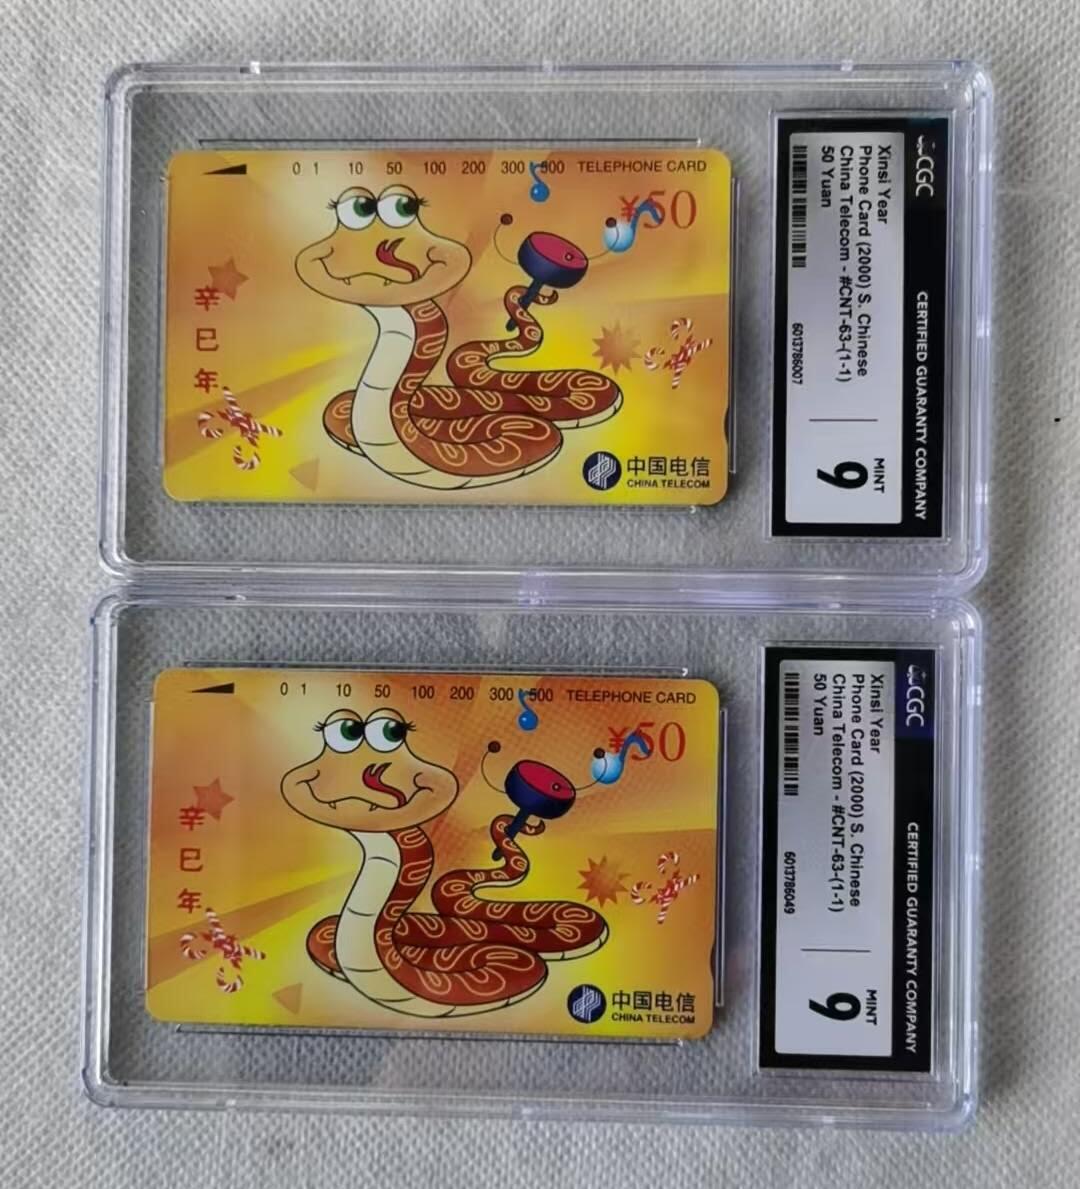 0 1 10 50 100 200 300 500 TELEPHONE CARD
¥50
辛
巳
年
中国电信
CHINA TELECOM
CGC
CERTIFIED GUARANTY COMPANY
Xinsi Year
Phone Card (2000) S. Chinese
China Telecom - #CNT-63-(1-1)
50 Yuan
6013786007
MINT
9
0 1 10 50 100 200 300 500 TELEPHONE CARD
¥50
辛
巳
年
中国电信
CHINA TELECOM
CGC
CERTIFIED GUARANTY COMPANY
Xinsi Year
Phone Card (2000) S. Chinese
China Telecom - #CNT-63-(1-1)
50 Yuan
6013786049
MINT
9